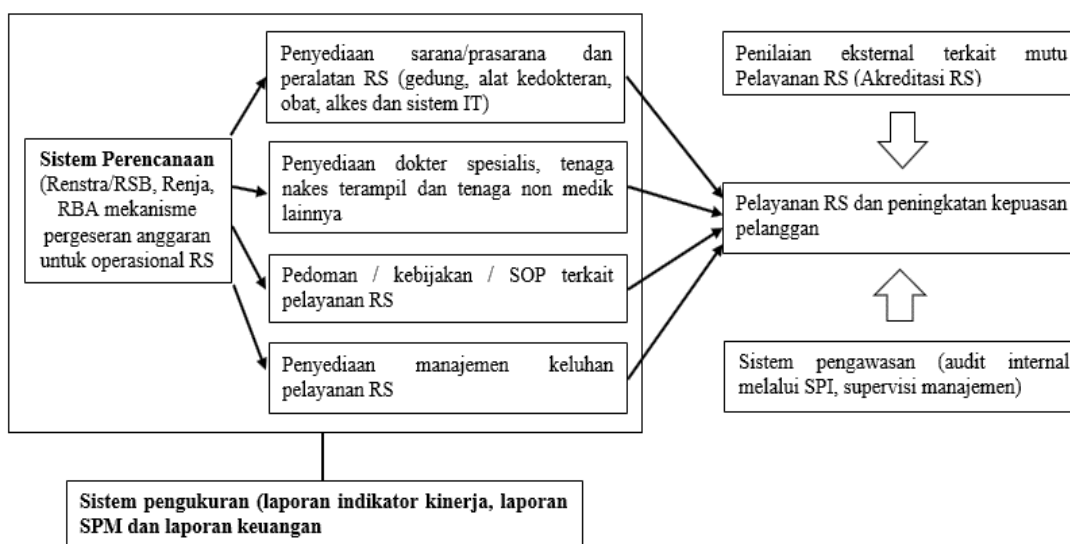 Sistem Perencanaan
(Renstra/RSB, Renja,
RBA mekanisme
pergeseran anggaran
untuk operasional RS
Penyediaan sarana/prasarana dan
peralatan RS (gedung, alat kedokteran,
obat, alkes dan sistem IT)
Penyediaan dokter spesialis, tenaga
nakes terampil dan tenaga non medik
lainnya
Pedoman / kebijakan / SOP terkait
pelayanan RS
Penyediaan manajemen keluhan
pelayanan RS
Penilaian eksternal terkait mutu
Pelayanan RS (Akreditasi RS)
Pelayanan RS dan peningkatan kepuasan
pelanggan
Sistem pengawasan (audit internal
melalui SPI, supervisi manajemen)
Sistem pengukuran (laporan indikator kinerja, laporan
SPM dan laporan keuangan